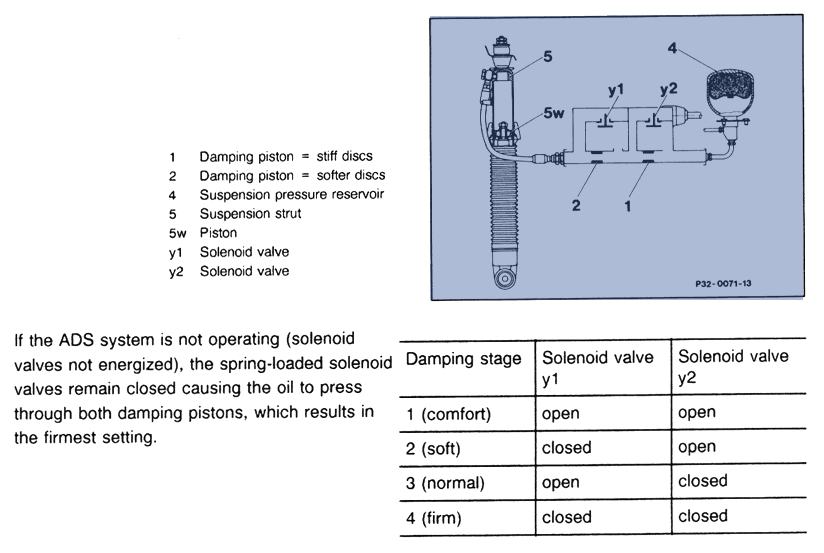 1 Damping piston = stiff discs
2 Damping piston = softer discs
4 Suspension pressure reservoir
5 Suspension strut
5w Piston
y1 Solenoid valve
y2 Solenoid valve
5
4
y1
y2
5w
2
1
P32-0071-13
If the ADS system is not operating (solenoid
valves not energized), the spring-loaded solenoid
valves remain closed causing the oil to press
through both damping pistons, which results in
the firmest setting.
Damping stage Solenoid valve Solenoid valve
y1 y2
1 (comfort) open open
2 (soft) closed open
3 (normal) open closed
4 (firm) closed closed